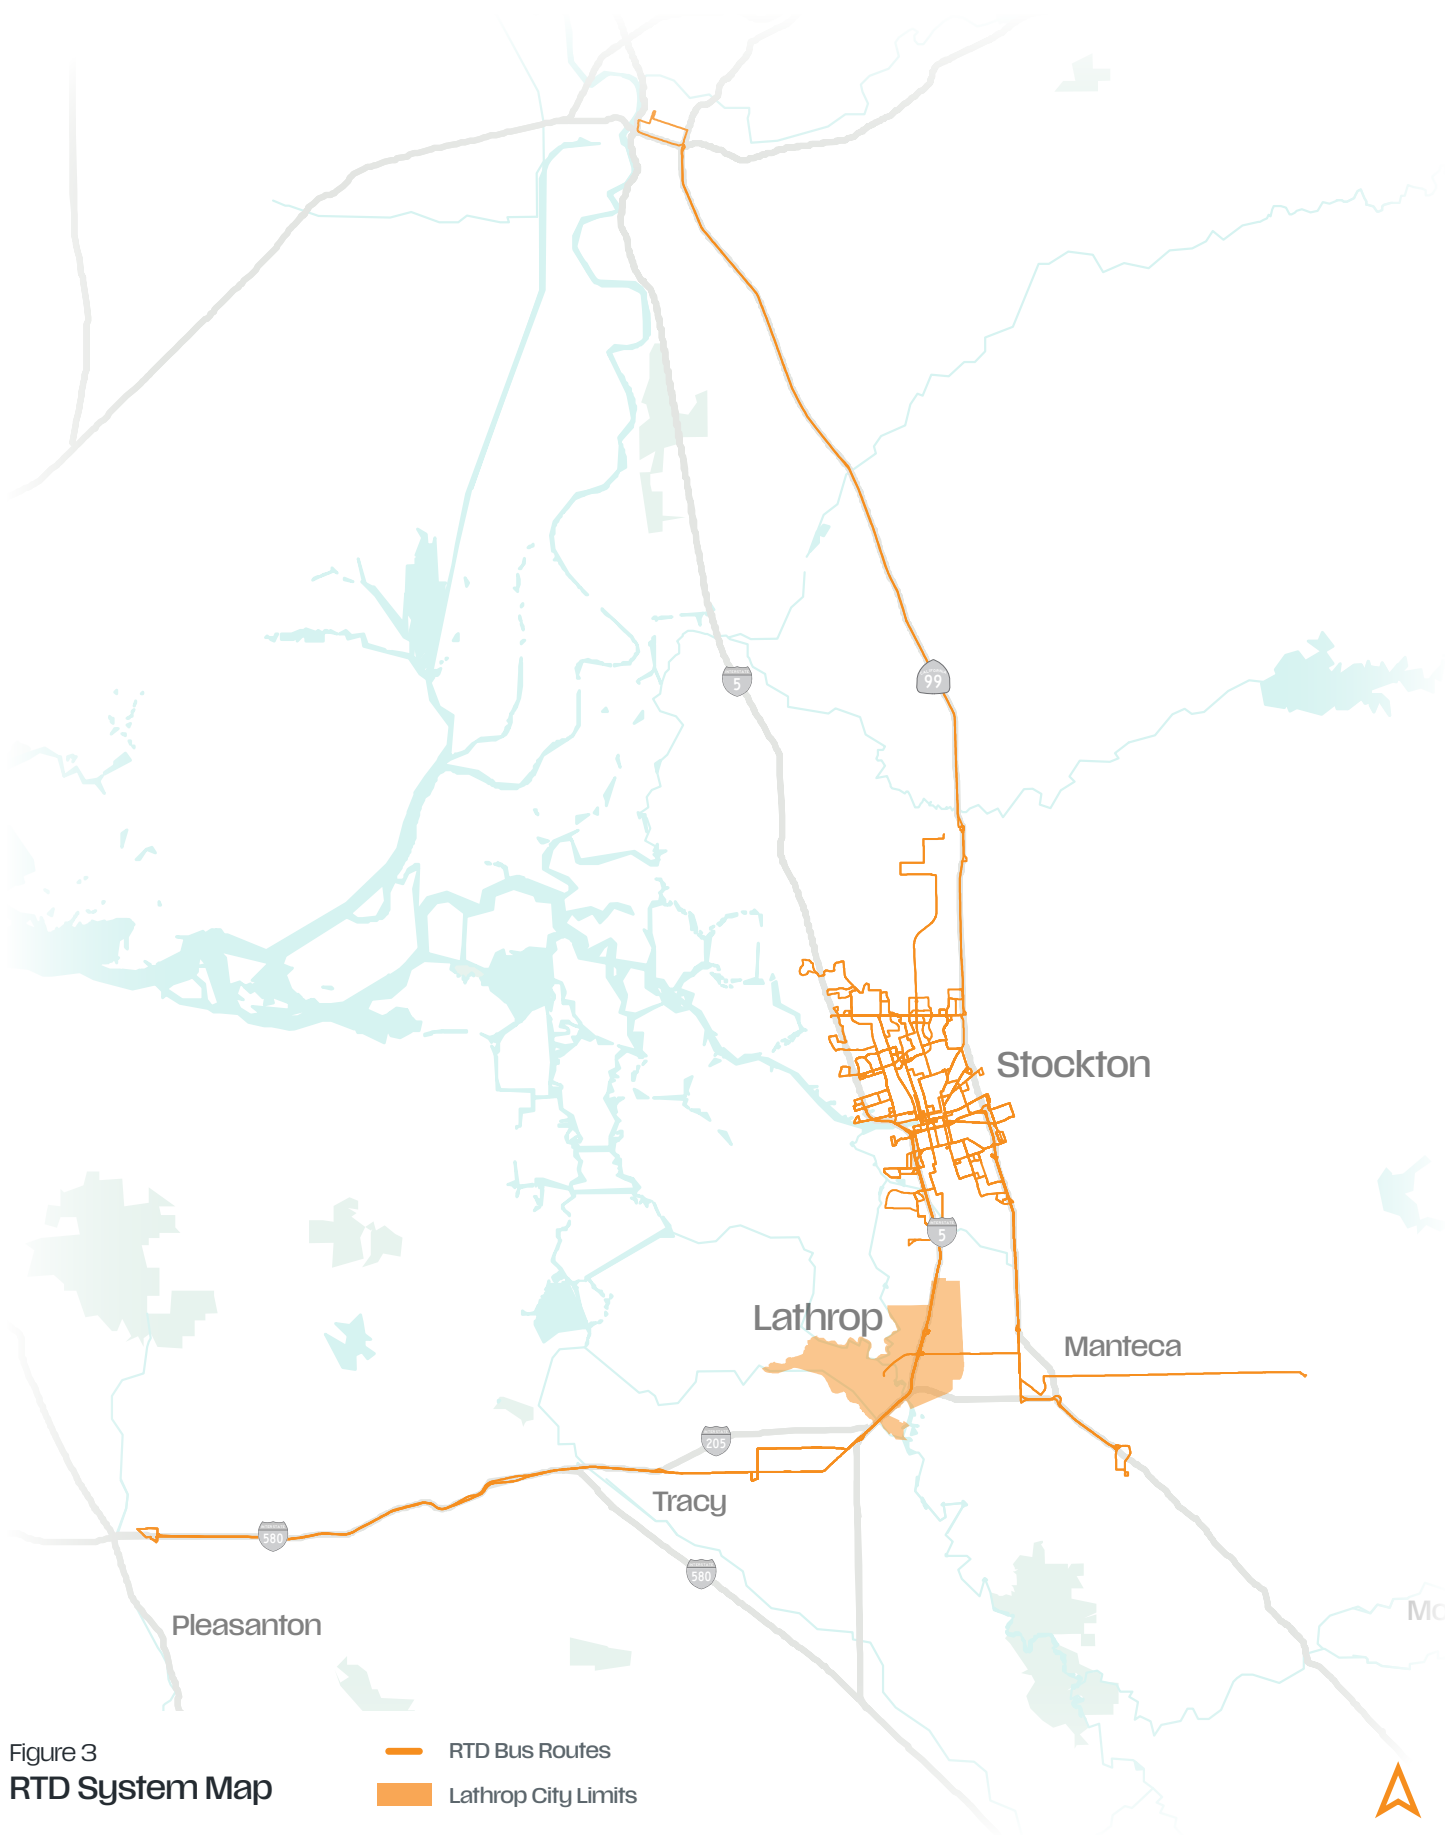 5
99
Stockton
5
Lathrop
Manteca
205
Tracy
580
580
Pleasanton
Mo
Figure 3
RTD System Map
RTD Bus Routes
Lathrop City Limits